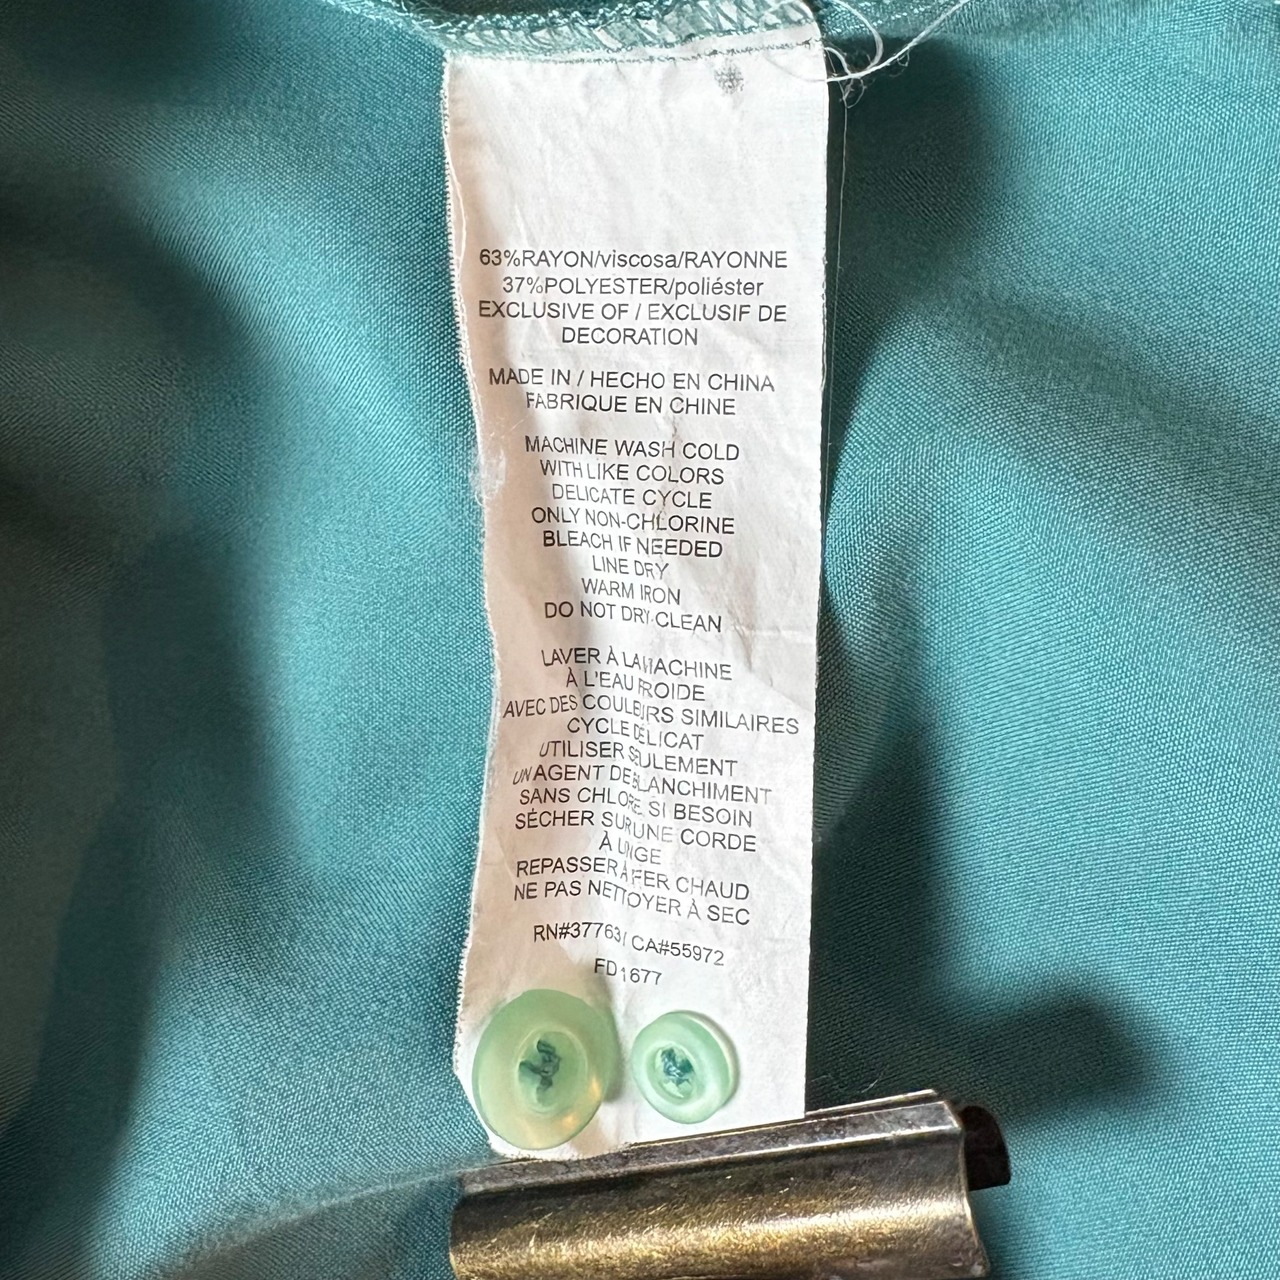 63%RAYON/viscosa/RAYONNE
37%POLYESTER/poliéster
EXCLUSIVE OF / EXCLUSIF DE
DECORATION
MADE IN / HECHO EN CHINA
FABRIQUE EN CHINE
MACHINE WASH COLD
WITH LIKE COLORS
DELICATE CYCLE
ONLY NON-CHLORINE
BLEACH IF NEEDED
LINE DRY
WARM IRON
DO NOT DRY CLEAN
LAVER À LA MACHINE
À L'EAU FROIDE
AVEC DES COULEURS SIMILAIRES
CYCLE DÉLICAT
UTILISER SEULEMENT
UN AGENT DE BLANCHIMENT
SANS CHLORE, SI BESOIN
SÉCHER SUR UNE CORDE
À LINGE
REPASSER À FER CHAUD
NE PAS NETTOYER À SEC
RN#37763/ CA#55972
FD1677